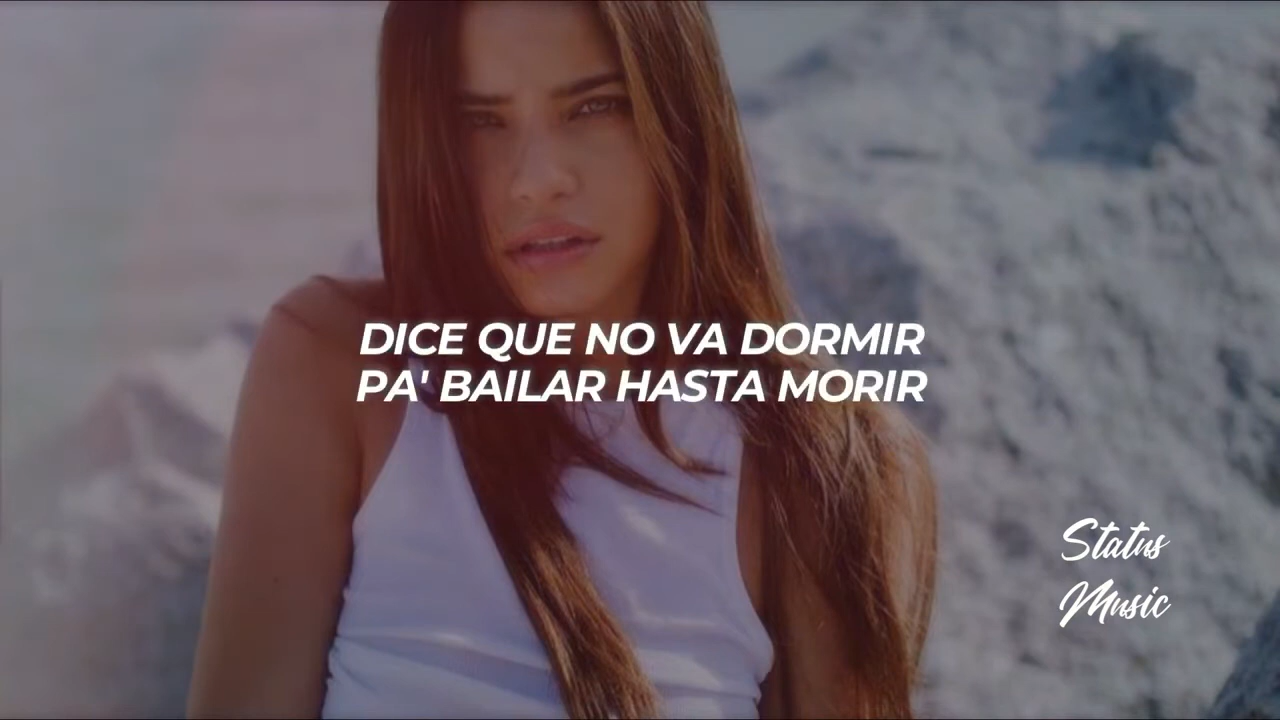 DICE QUE NO VA DORMIR
PA' BAILAR HASTA MORIR
Status
Music